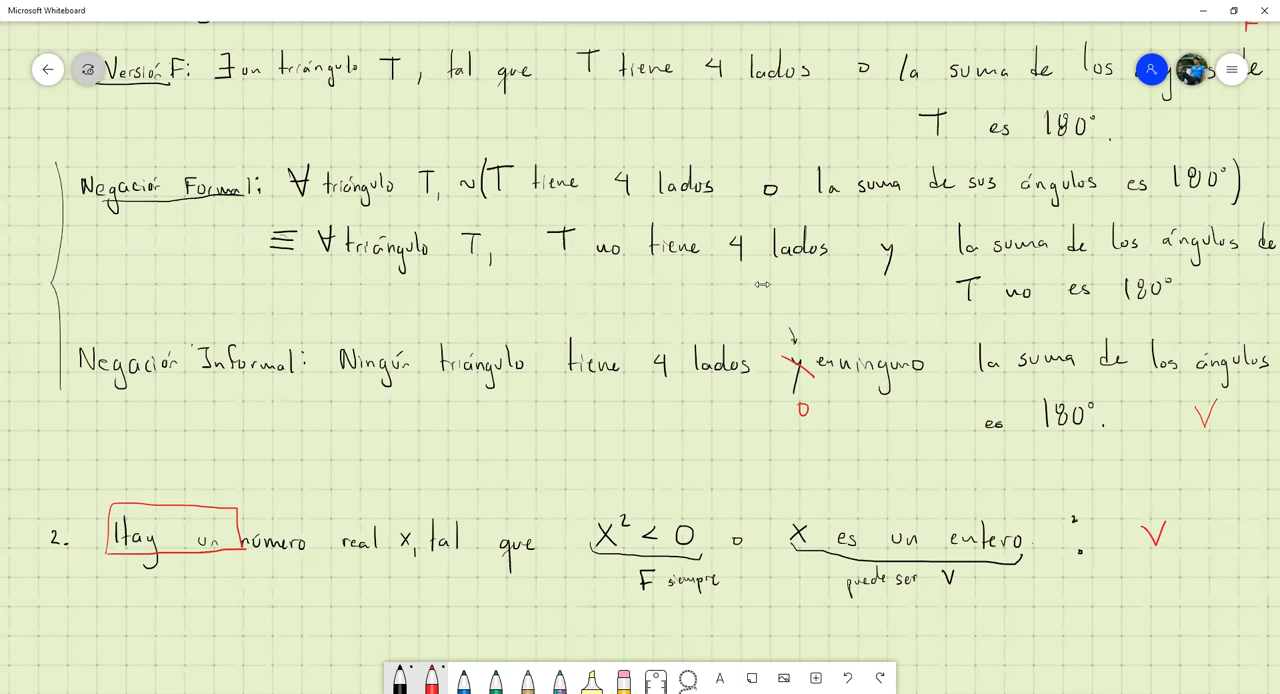 Microsoft Whiteboard
Versión F: ∃ un triángulo T, tal que T tiene 4 lados o la suma de los de
T es 180°.
Negación Formal: ∀ triángulo T, ~(T tiene 4 lados o la suma de sus ángulos es 180°)
≡ ∀ triángulo T, T no tiene 4 lados y la suma de los ángulos de
T no es 180°
Negación Informal: Ningún triángulo tiene 4 lados y en ninguno la suma de los ángulos
o
es 180°. V
2. Hay un número real x, tal que x² < 0 o x es un entero. V
F siempre puede ser V
A